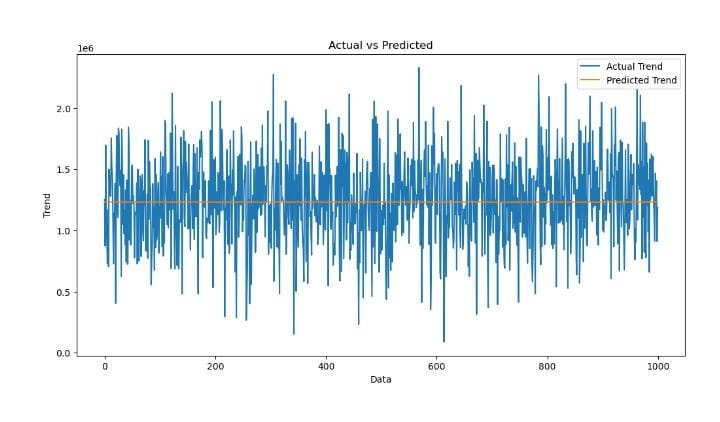 Actual vs Predicted
1e6
Actual Trend
Predicted Trend
2.0
1.5
1.0
0.5
0.0
Trend
0
200
400
600
800
1000
Data